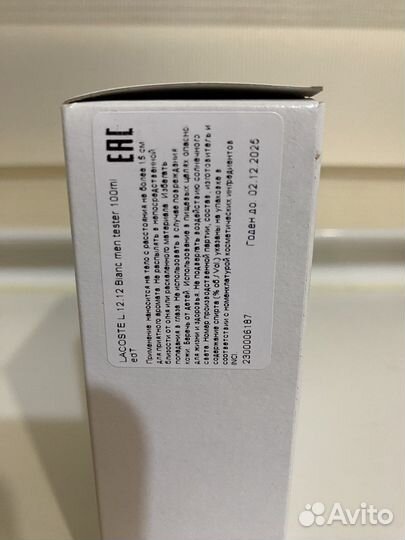 EAC
LACOSTE L.12.12 Blanc men tester 100ml
edT
Применение: наносится на тело с расстояния не более 15 см
для приятного аромата. Не распылять в непосредственной
близости от огня или раскаленного материала. Избегать
попадания в глаза. Не использовать в случае повреждения
кожи. Беречь от детей. Использование в пищевых целях опасно
для жизни и здоровья. Не подвергать воздействию солнечного
света. Номер производственной партии, состав, изготовитель и
содержание спирта (% об./ Vol.) указаны на упаковке в
соответствии с номенклатурой косметических ингредиентов
INCI.
2300006187
Годен до 02.12.2025
Avito